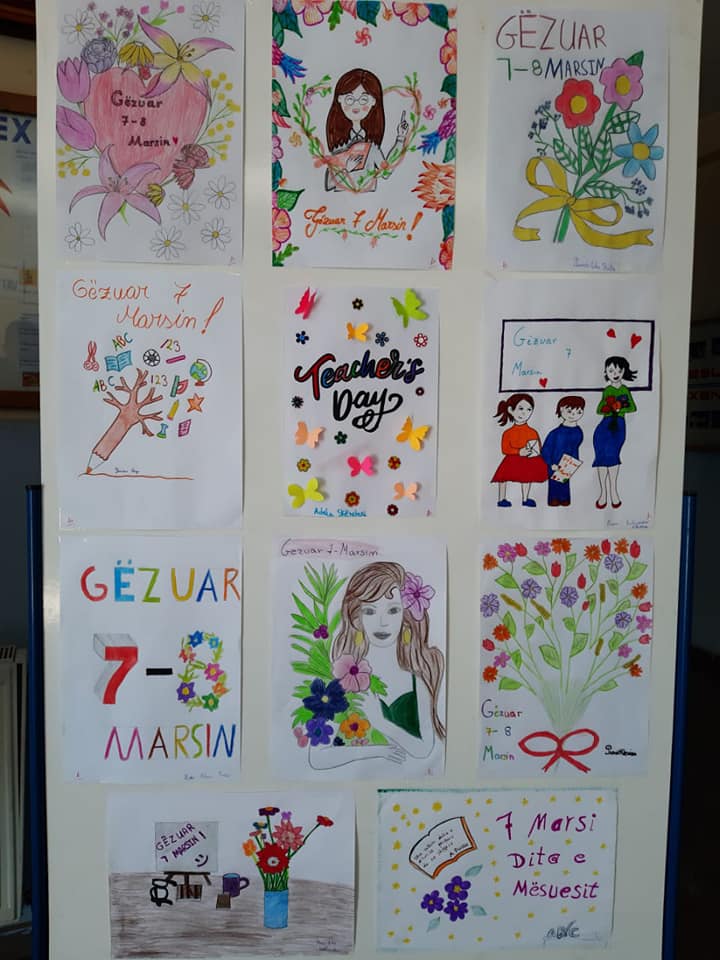 Gëzuar
7-8
Marsin
Gëzuar 7 Marsin!
GËZUAR
7-8 MARSIN
Gëzuar 7
Marsin!
ABC
123
ABC
123
Teacher's
Day
Gëzuar
7
Marsin
GËZUAR
7-8
MARSIN
Gëzuar 7-Marsin
Gëzuar
7-8
Marsin
GËZUAR
7 MARSIN!
7 Marsi
Dita e
Mësuesit
ABC
EX